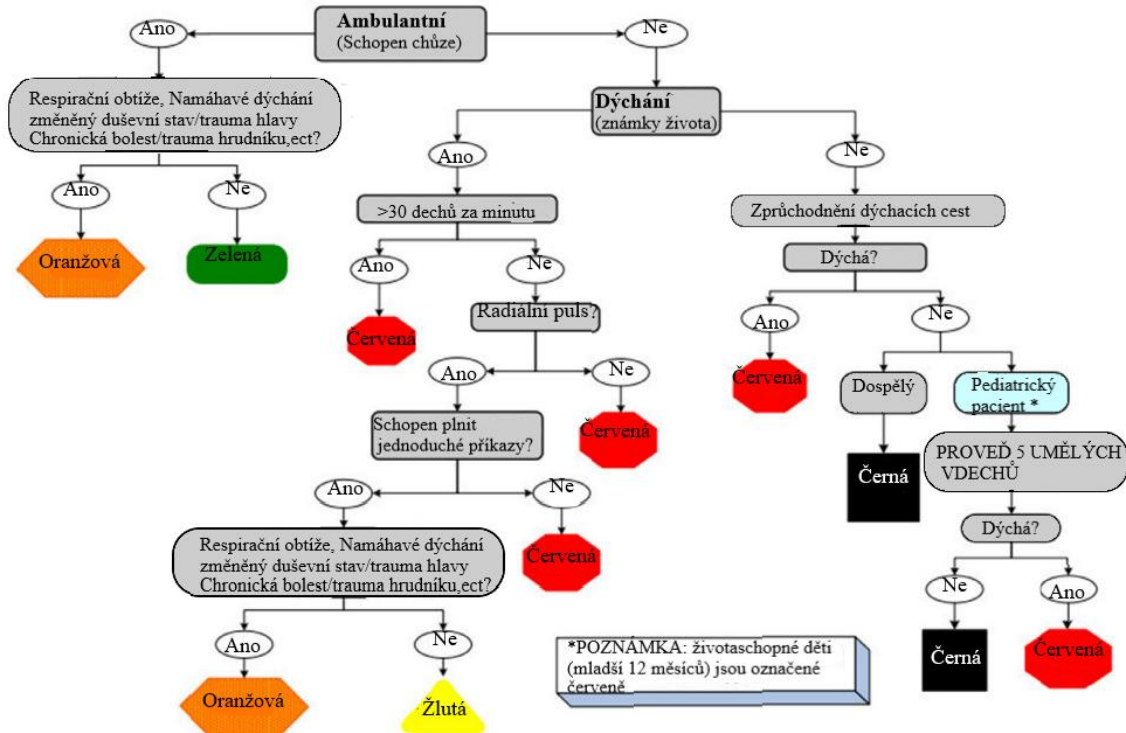 Ambulantní
(Schopen chůze)
Ano
Ne
Respirační obtíže, Namáhavé dýchání
změněný duševní stav/trauma hlavy
Chronická bolest/trauma hrudníku,ect?
Ano
Ne
Oranžová
Zelená
Dýchání
(známky života)
Ano
Ne
>30 dechů za minutu
Ano
Ne
Červená
Radiální puls?
Ano
Ne
Červená
Schopen plnit
jednoduché příkazy?
Ano
Ne
Červená
Respirační obtíže, Namáhavé dýchání
změněný duševní stav/trauma hlavy
Chronická bolest/trauma hrudníku,ect?
Ano
Ne
Oranžová
Žlutá
Zprůchodnění dýchacích cest
Dýchá?
Ano
Ne
Červená
Dospělý
Černá
Pediatrický
pacient *
PROVEĎ 5 UMĚLÝCH
VDECHŮ
Dýchá?
Ne
Ano
Černá
Červená
*POZNÁMKA: životaschopné děti
(mladší 12 měsíců) jsou označené
červeně